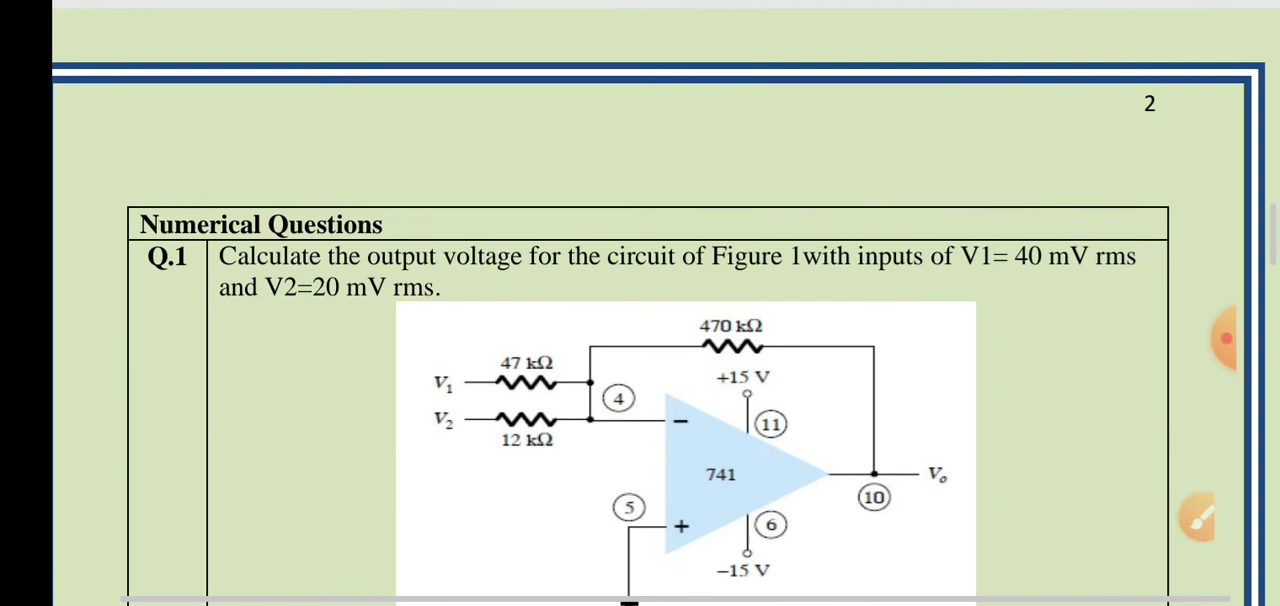 2
Numerical Questions
Q.1 Calculate the output voltage for the circuit of Figure 1with inputs of V1= 40 mV rms
and V2=20 mV rms.
470 kΩ
47 kΩ
+15 V
V₁
4
V₂
11
12 kΩ
741
Vₒ
10
5
6
−
+
−15 V